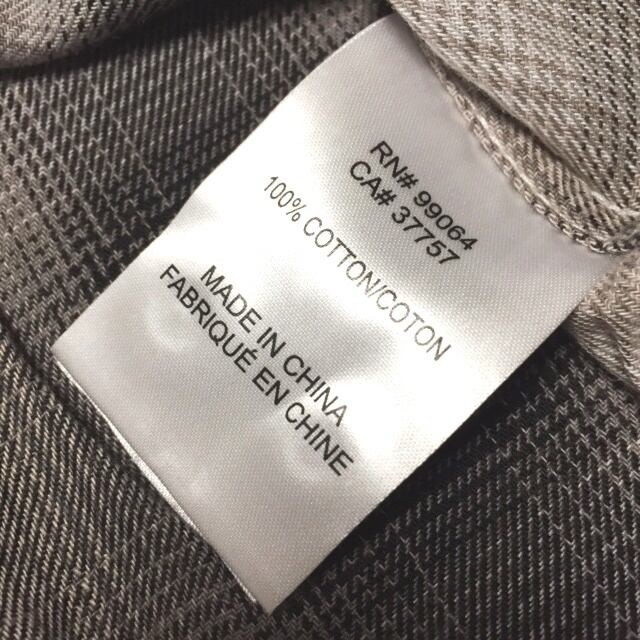 RN# 99064
CA# 37757
100% COTTON/COTON
MADE IN CHINA
FABRIQUÉ EN CHINE